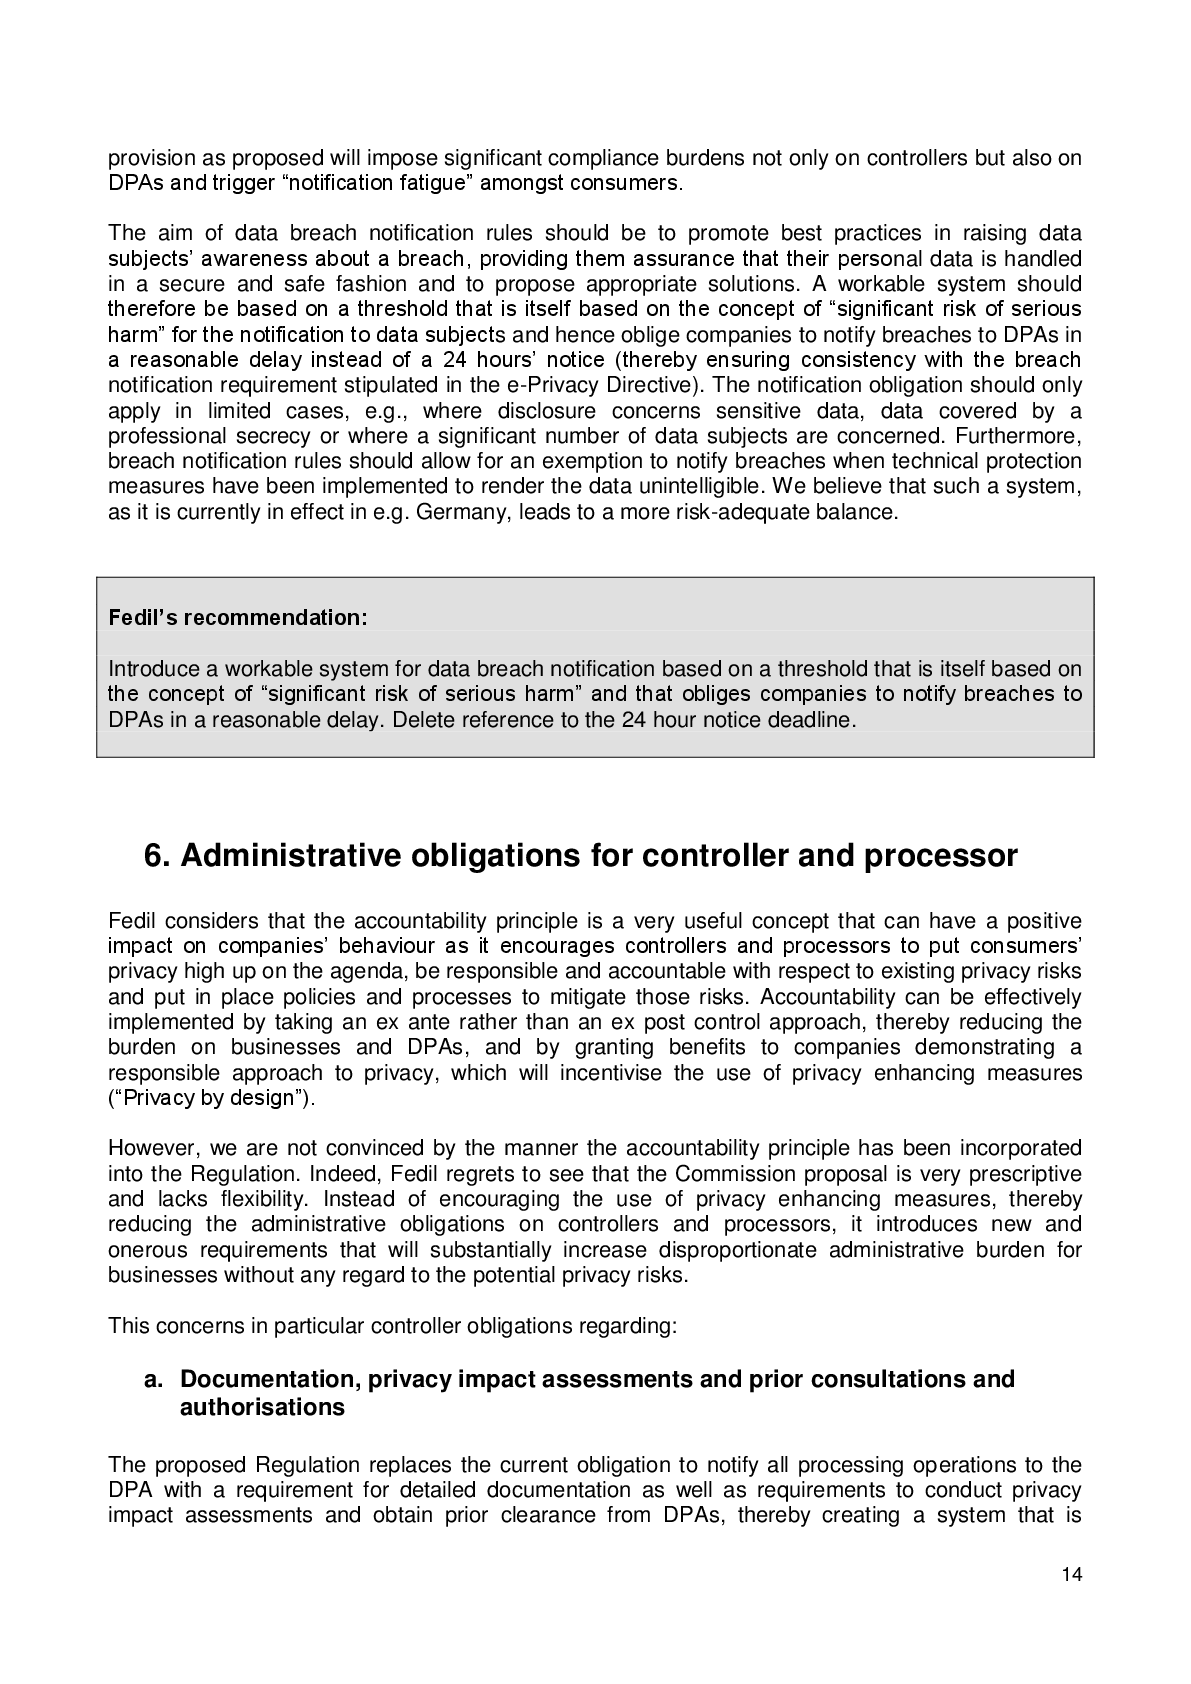 provision as proposed will impose significant compliance burdens not only on controllers but also on
DPAs and trigger “notification fatigue” amongst consumers.
The aim of data breach notification rules should be to promote best practices in raising data
subjects’ awareness about a breach, providing them assurance that their personal data is handled
in a secure and safe fashion and to propose appropriate solutions. A workable system should
therefore be based on a threshold that is itself based on the concept of “significant risk of serious
harm” for the notification to data subjects and hence oblige companies to notify breaches to DPAs in
a reasonable delay instead of a 24 hours’ notice (thereby ensuring consistency with the breach
notification requirement stipulated in the e-Privacy Directive). The notification obligation should only
apply in limited cases, e.g., where disclosure concerns sensitive data, data covered by a
professional secrecy or where a significant number of data subjects are concerned. Furthermore,
breach notification rules should allow for an exemption to notify breaches when technical protection
measures have been implemented to render the data unintelligible. We believe that such a system,
as it is currently in effect in e.g. Germany, leads to a more risk-adequate balance.
Fedil’s recommendation:
Introduce a workable system for data breach notification based on a threshold that is itself based on
the concept of “significant risk of serious harm” and that obliges companies to notify breaches to
DPAs in a reasonable delay. Delete reference to the 24 hour notice deadline.
6. Administrative obligations for controller and processor
Fedil considers that the accountability principle is a very useful concept that can have a positive
impact on companies’ behaviour as it encourages controllers and processors to put consumers’
privacy high up on the agenda, be responsible and accountable with respect to existing privacy risks
and put in place policies and processes to mitigate those risks. Accountability can be effectively
implemented by taking an ex ante rather than an ex post control approach, thereby reducing the
burden on businesses and DPAs, and by granting benefits to companies demonstrating a
responsible approach to privacy, which will incentivise the use of privacy enhancing measures
(“Privacy by design”).
However, we are not convinced by the manner the accountability principle has been incorporated
into the Regulation. Indeed, Fedil regrets to see that the Commission proposal is very prescriptive
and lacks flexibility. Instead of encouraging the use of privacy enhancing measures, thereby
reducing the administrative obligations on controllers and processors, it introduces new and
onerous requirements that will substantially increase disproportionate administrative burden for
businesses without any regard to the potential privacy risks.
This concerns in particular controller obligations regarding:
a. Documentation, privacy impact assessments and prior consultations and
authorisations
The proposed Regulation replaces the current obligation to notify all processing operations to the
DPA with a requirement for detailed documentation as well as requirements to conduct privacy
impact assessments and obtain prior clearance from DPAs, thereby creating a system that is
14